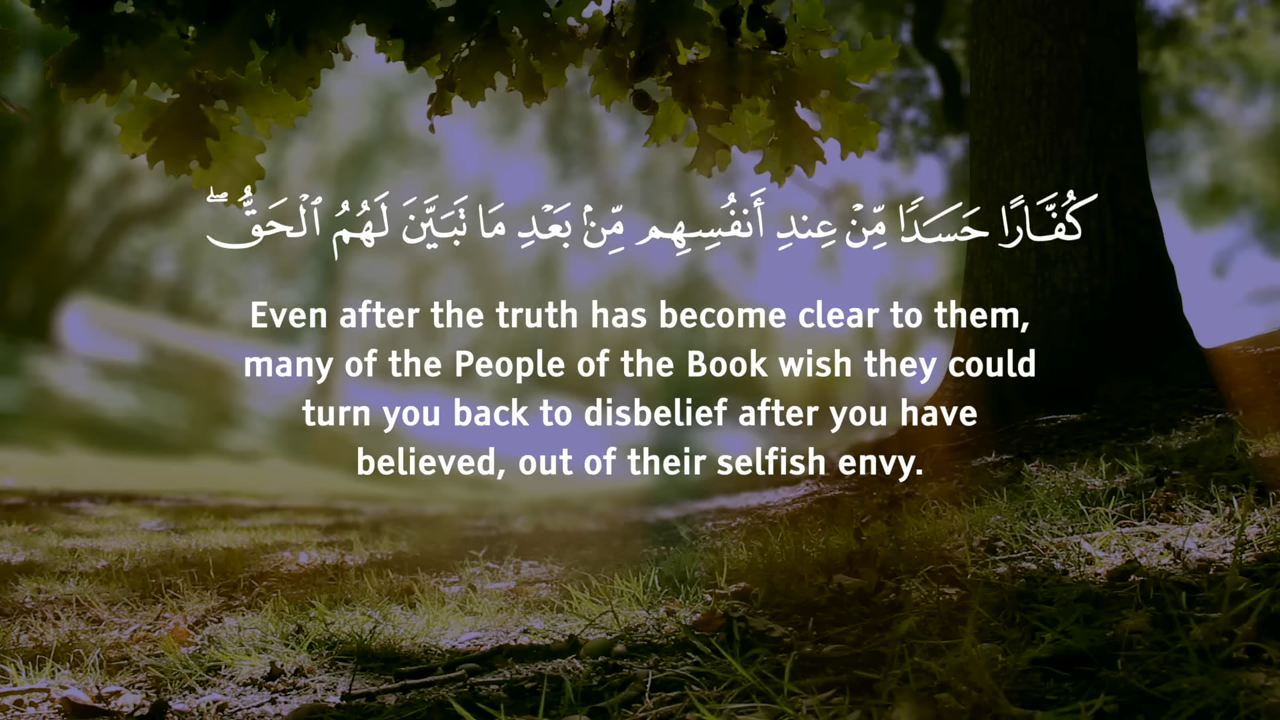 كُفَّارًا حَسَدًا مِّنْ عِندِ أَنفُسِهِم مِّنۢ بَعْدِ مَا تَبَيَّنَ لَهُمُ ٱلْحَقُّ ۖ
Even after the truth has become clear to them,
many of the People of the Book wish they could
turn you back to disbelief after you have
believed, out of their selfish envy.